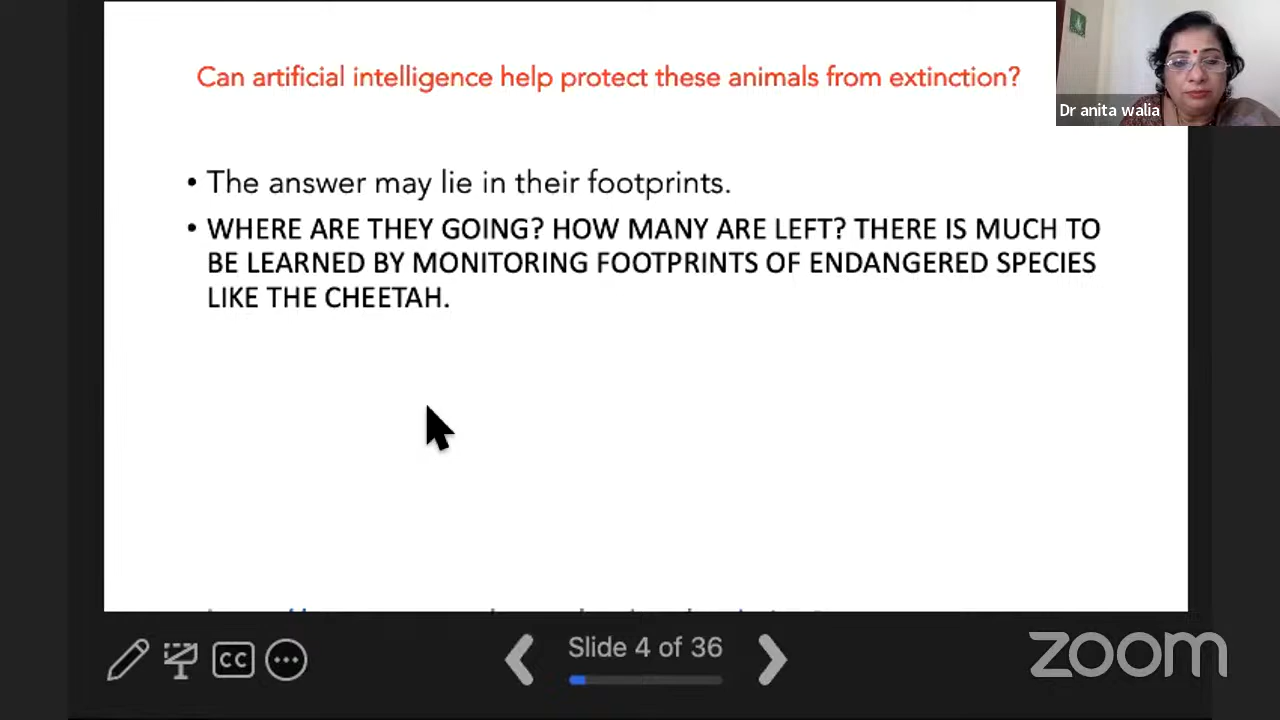 Can artificial intelligence help protect these animals from extinction?
Dr anita walia
• The answer may lie in their footprints.
• WHERE ARE THEY GOING? HOW MANY ARE LEFT? THERE IS MUCH TO
BE LEARNED BY MONITORING FOOTPRINTS OF ENDANGERED SPECIES
LIKE THE CHEETAH.
CC
Slide 4 of 36
zoom